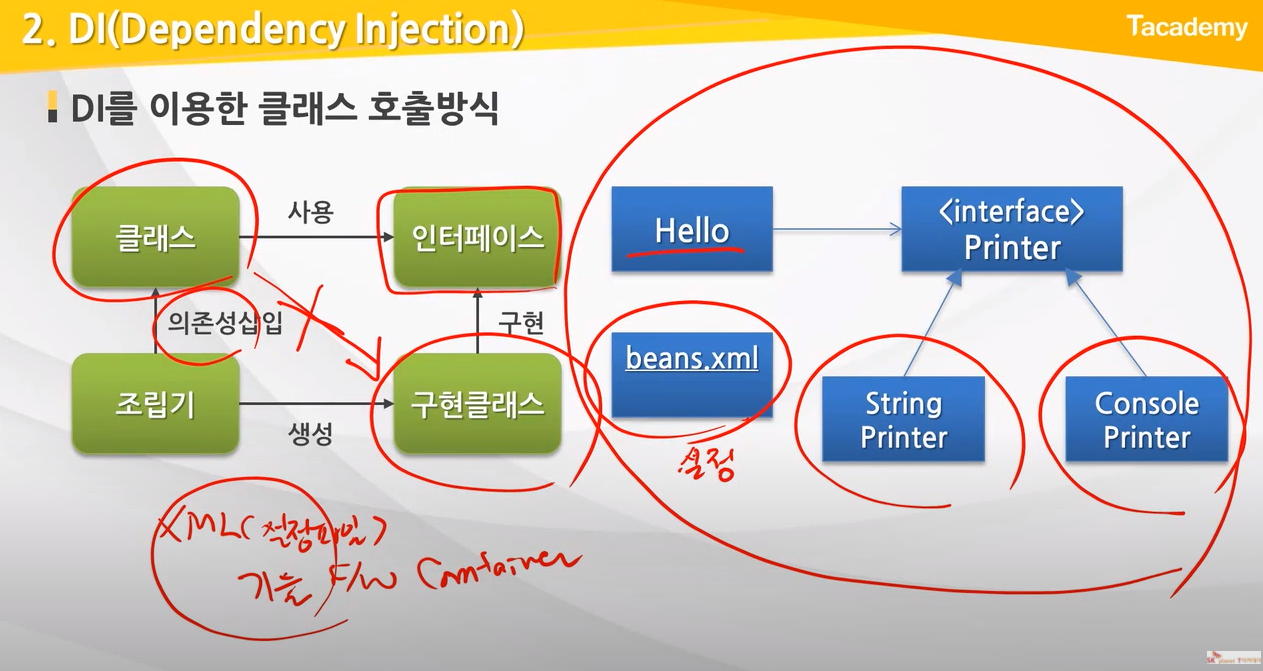 2. DI(Dependency Injection)
Tacademy
DI를 이용한 클래스 호출방식
클래스
사용
인터페이스
의존성삽입
구현
조립기
생성
구현클래스
Hello
<interface>
Printer
beans.xml
설정
String
Printer
Console
Printer
XML(설정파일)
F/W Container